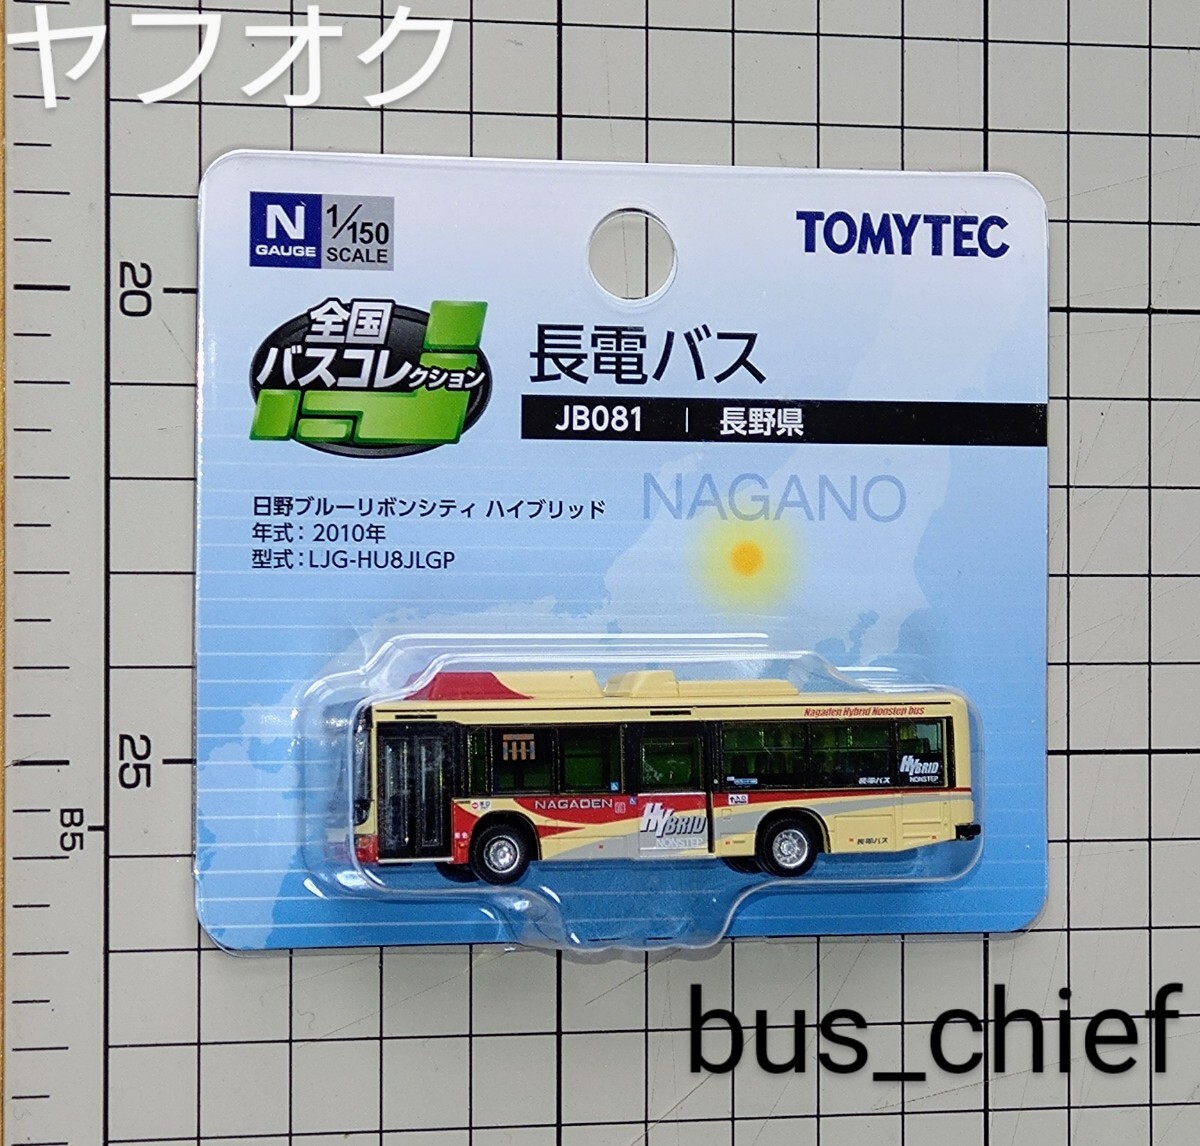 ヤフオク
N
GAUGE
1/150
SCALE
TOMYTEC
全国
バスコレクション
長電バス
JB081 | 長野県
NAGANO
日野ブルーリボンシティ ハイブリッド
年式：2010年
型式：LJG-HU8JLGP
Nagaden Hybrid Nonstep bus
HYBRID
NONSTEP
長電バス
NAGADEN
HYBRID
NONSTEP
長電バス
20
25
B5
bus_chief